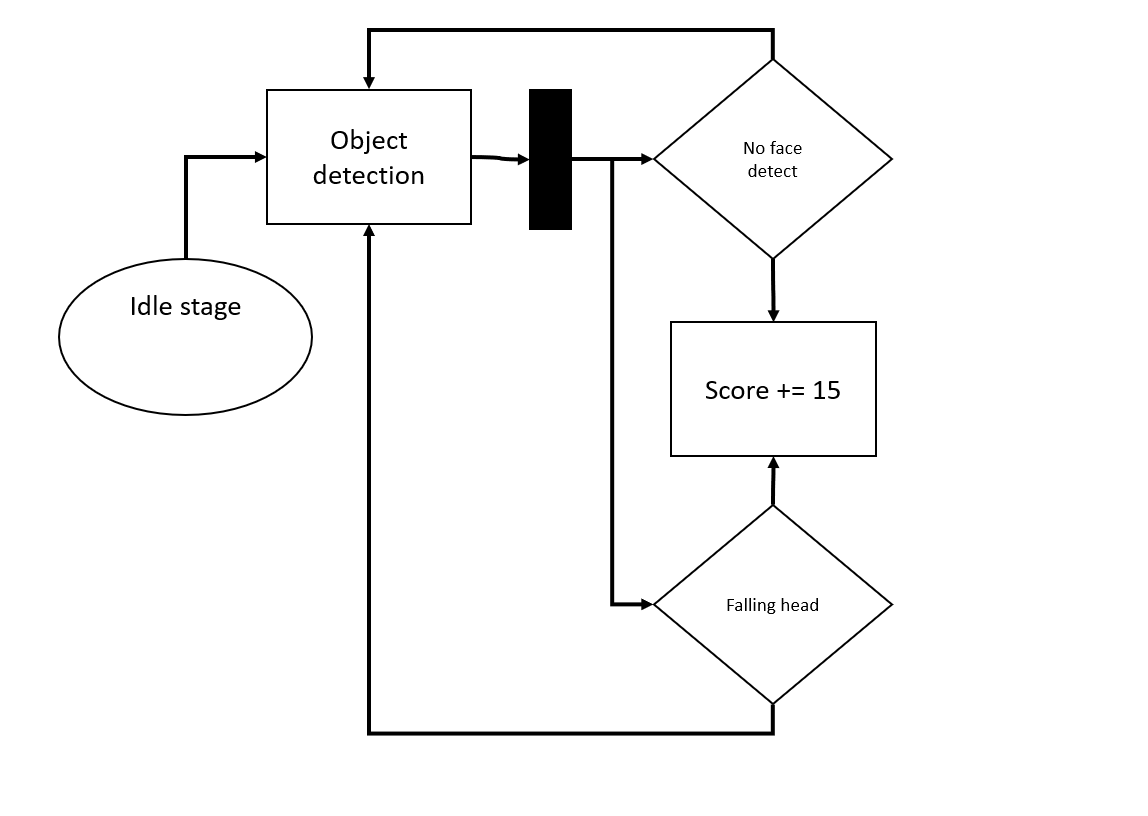 Object
detection
No face
detect
Idle stage
Score += 15
Falling head